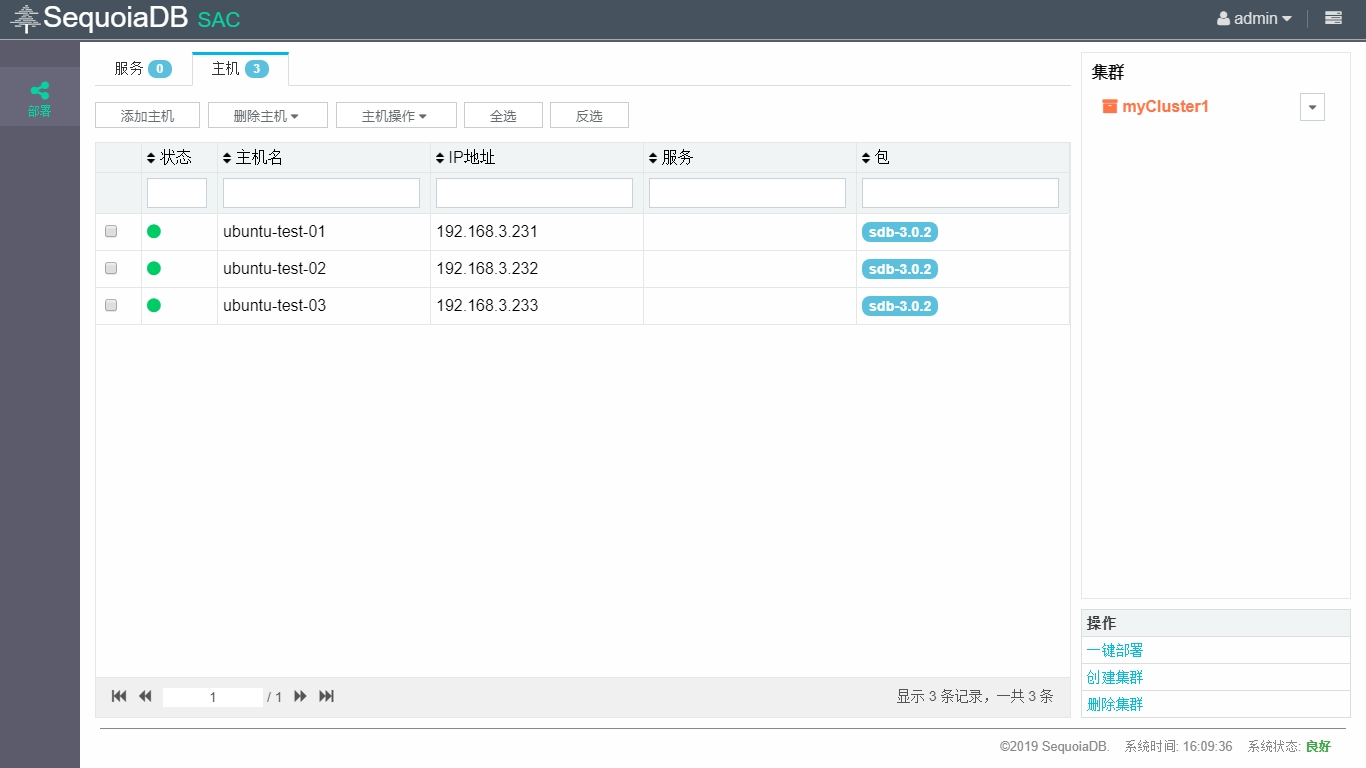 SequoiaDB SAC
admin
部署
服务 0
主机 3
集群
myCluster1
添加主机
删除主机
主机操作
全选
反选
状态 主机名 IP地址 服务 包
ubuntu-test-01 192.168.3.231 sdb-3.0.2
ubuntu-test-02 192.168.3.232 sdb-3.0.2
ubuntu-test-03 192.168.3.233 sdb-3.0.2
操作
一键部署
创建集群
删除集群
1 / 1
显示 3 条记录，一共 3 条
©2019 SequoiaDB. 系统时间: 16:09:36 系统状态: 良好